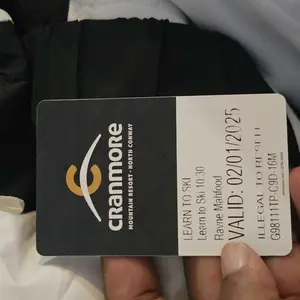 CRANMORE
MOUNTAIN RESORT • NORTH CONWAY
LEARN TO SKI
Learn to Ski 10:30
Rayne Mahfood
VALID: 02/01/2025
ILLEGAL TO RESELL
G98111TP-C9D-16M